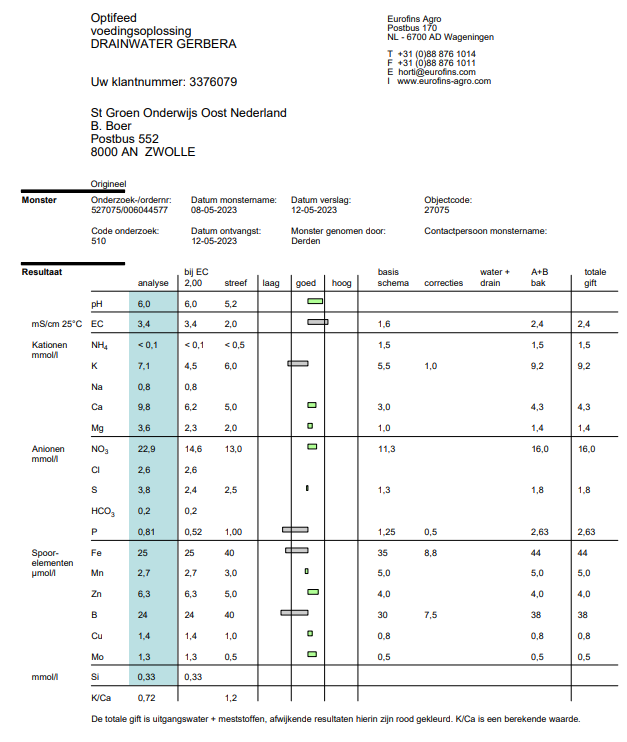 Optifeed
voedingsoplossing
DRAINWATER GERBERA
Uw klantnummer: 3376079
Eurofins Agro
Postbus 170
NL - 6700 AD Wageningen
T +31 (0)88 876 1014
F +31 (0)88 876 1011
E horti@eurofins.com
I www.eurofins-agro.com
St Groen Onderwijs Oost Nederland
B. Boer
Postbus 552
8000 AN ZWOLLE
Origineel
Monster Onderzoek-/ordernr: Datum monstername: Datum verslag: Objectcode:
527075/006044577 08-05-2023 12-05-2023 27075
Code onderzoek: Datum ontvangst: Monster genomen door: Contactpersoon monstername:
510 12-05-2023 Derden
Resultaat analyse bij EC 2,00 streef laag goed hoog basis schema correcties water + drain A+B bak totale gift
pH 6,0 6,0 5,2
mS/cm 25°C EC 3,4 3,4 2,0 1,6 2,4 2,4
Kationen mmol/l NH4 < 0,1 < 0,1 < 0,5 1,5 1,5 1,5
K 7,1 4,5 6,0 5,5 1,0 9,2 9,2
Na 0,8 0,8
Ca 9,8 6,2 5,0 3,0 4,3 4,3
Mg 3,6 2,3 2,0 1,0 1,4 1,4
Anionen mmol/l NO3 22,9 14,6 13,0 11,3 16,0 16,0
Cl 2,6 2,6
S 3,8 2,4 2,5 1,3 1,8 1,8
HCO3 0,2 0,2
P 0,81 0,52 1,00 1,25 0,5 2,63 2,63
Spoor-elementen µmol/l Fe 25 25 40 35 8,8 44 44
Mn 2,7 2,7 3,0 5,0 5,0 5,0
Zn 6,3 6,3 5,0 4,0 4,0 4,0
B 24 24 40 30 7,5 38 38
Cu 1,4 1,4 1,0 0,8 0,8 0,8
Mo 1,3 1,3 0,5 0,5 0,5 0,5
mmol/l Si 0,33 0,33
K/Ca 0,72 1,2
De totale gift is uitgangswater + meststoffen, afwijkende resultaten hierin zijn rood gekleurd. K/Ca is een berekende waarde.